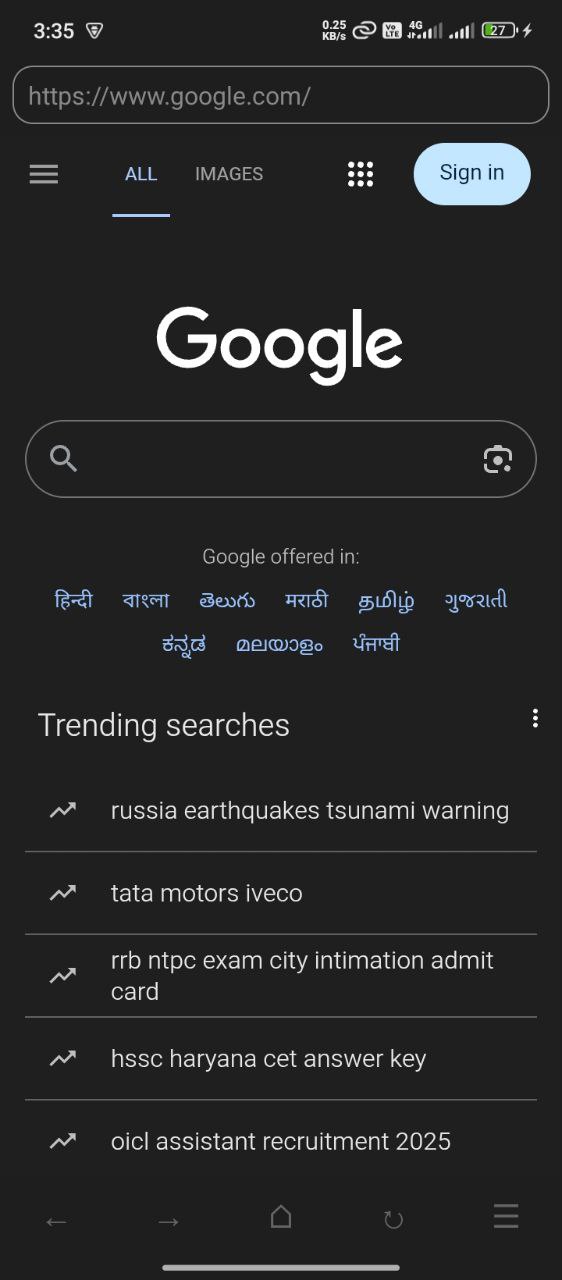 3:35
0.25
KB/s
Vo
LTE
4G
27
https://www.google.com/
ALL
IMAGES
Sign in
Google
Google offered in:
हिन्दी বাংলা తెలుగు मराठी தமிழ் ગુજરાતી
ಕನ್ನಡ മലയാളം ਪੰਜਾਬੀ
Trending searches
russia earthquakes tsunami warning
tata motors iveco
rrb ntpc exam city intimation admit
card
hssc haryana cet answer key
oicl assistant recruitment 2025